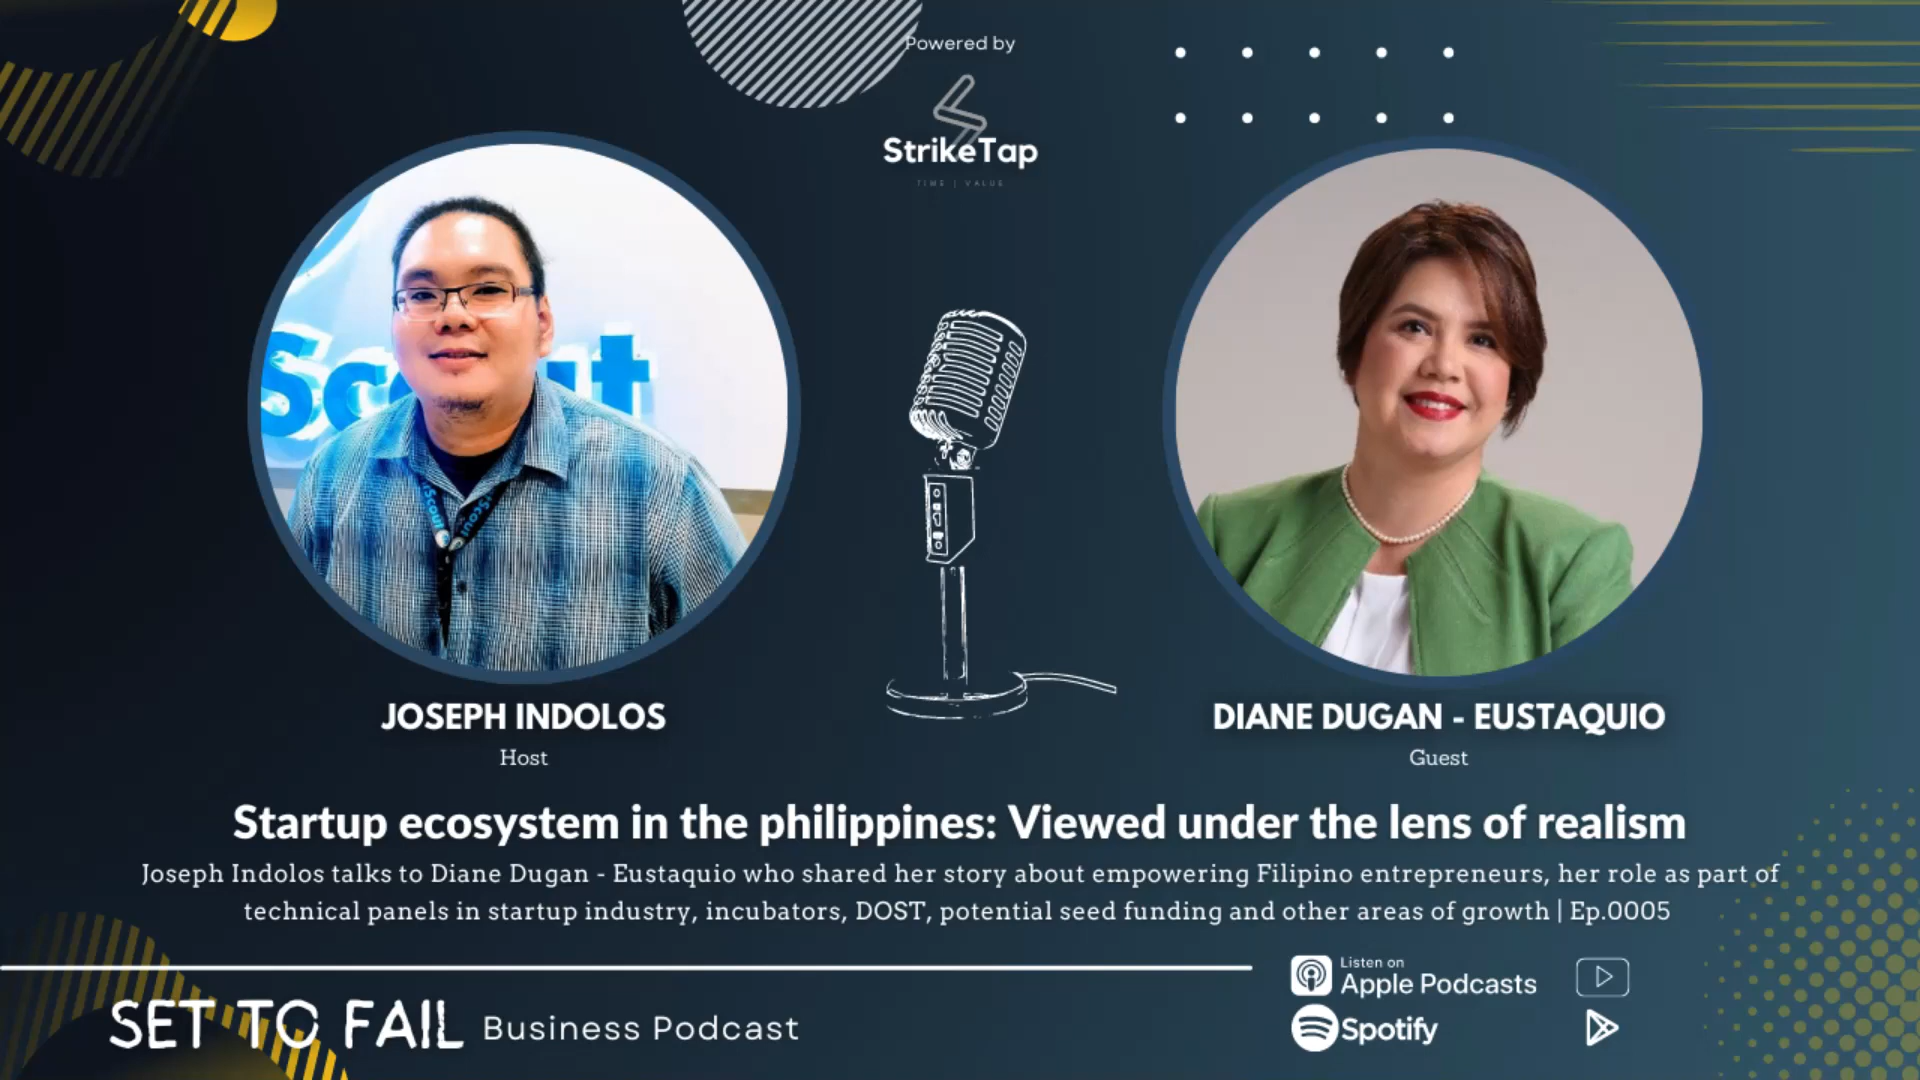 Powered by
StrikeTap
TIME | VALUE
Scout
JOSEPH INDOLOS
Host
DIANE DUGAN - EUSTAQUIO
Guest
Startup ecosystem in the philippines: Viewed under the lens of realism
Joseph Indolos talks to Diane Dugan - Eustaquio who shared her story about empowering Filipino entrepreneurs, her role as part of
technical panels in startup industry, incubators, DOST, potential seed funding and other areas of growth | Ep.0005
SET TO FAIL Business Podcast
Listen on
Apple Podcasts
Spotify